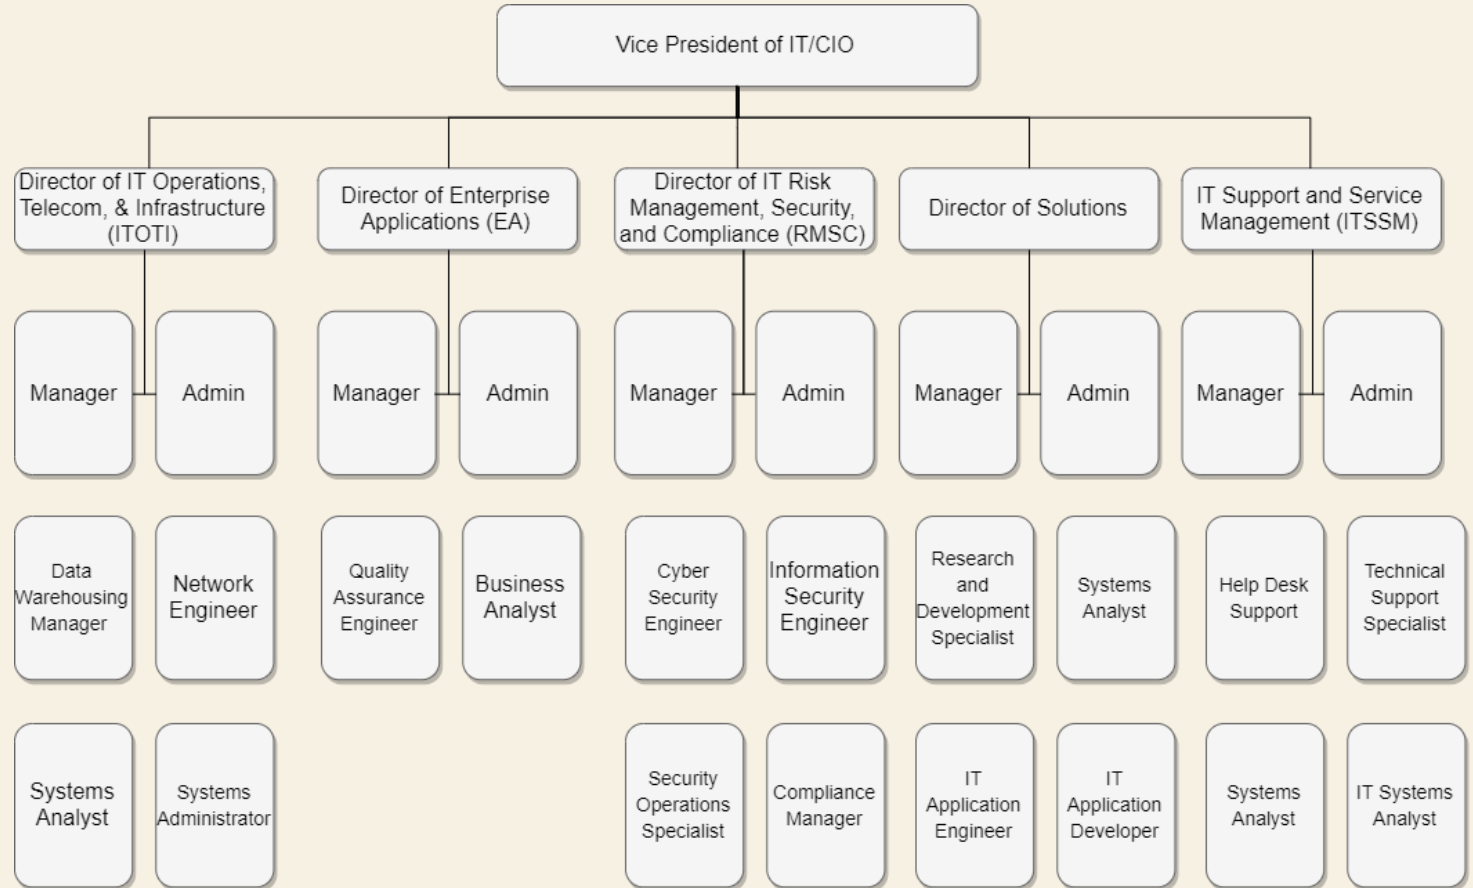 Vice President of IT/CIO
Director of IT Operations,
Telecom, & Infrastructure
(ITOTI)
Director of Enterprise
Applications (EA)
Director of IT Risk
Management, Security,
and Compliance (RMSC)
Director of Solutions
IT Support and Service
Management (ITSSM)
Manager
Admin
Manager
Admin
Manager
Admin
Manager
Admin
Manager
Admin
Data
Warehousing
Manager
Network
Engineer
Quality
Assurance
Engineer
Business
Analyst
Cyber
Security
Engineer
Information
Security
Engineer
Research
and
Development
Specialist
Systems
Analyst
Help Desk
Support
Technical
Support
Specialist
Systems
Analyst
Systems
Administrator
Security
Operations
Specialist
Compliance
Manager
IT
Application
Engineer
IT
Application
Developer
Systems
Analyst
IT Systems
Analyst